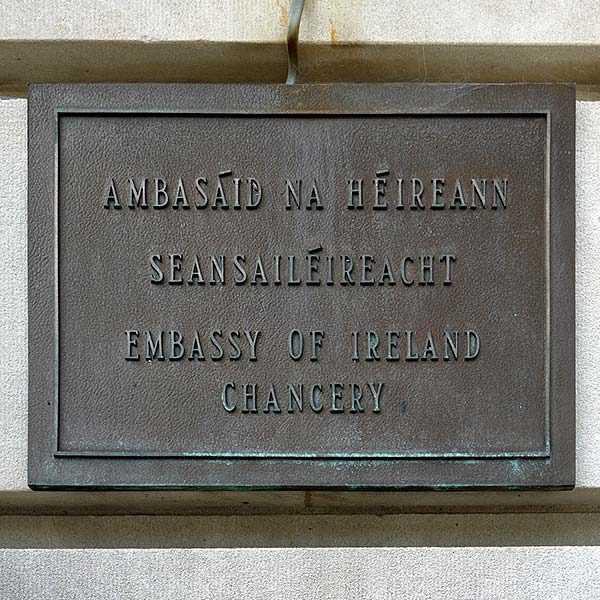 AMBASÁID NA HÉIREANN
SEANSAILÉIREACHT
EMBASSY OF IRELAND
CHANCERY